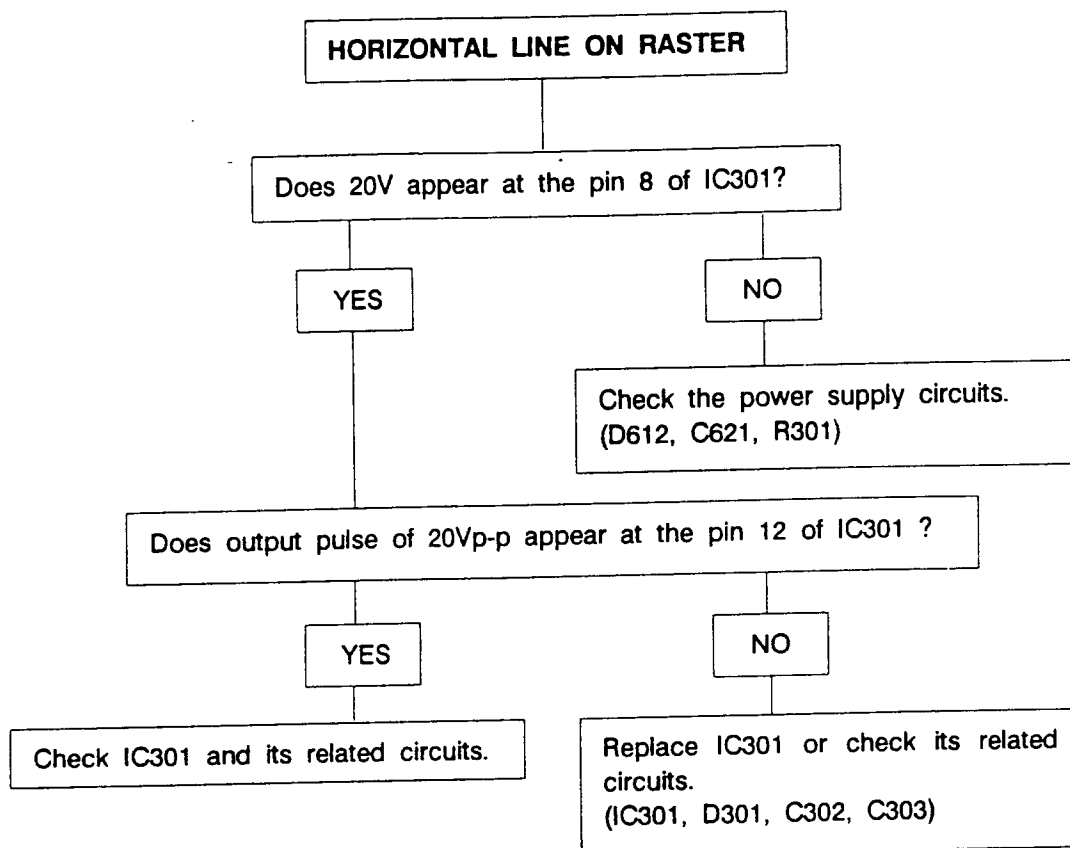 HORIZONTAL LINE ON RASTER
Does 20V appear at the pin 8 of IC301?
YES
NO
Check the power supply circuits.
(D612, C621, R301)
Does output pulse of 20Vp-p appear at the pin 12 of IC301 ?
YES
NO
Check IC301 and its related circuits.
Replace IC301 or check its related
circuits.
(IC301, D301, C302, C303)